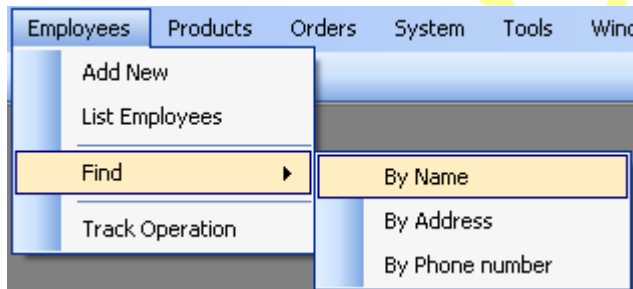 Employees Products Orders System Tools
Add New
List Employees
Find
By Name
Track Operation
By Address
By Phone number